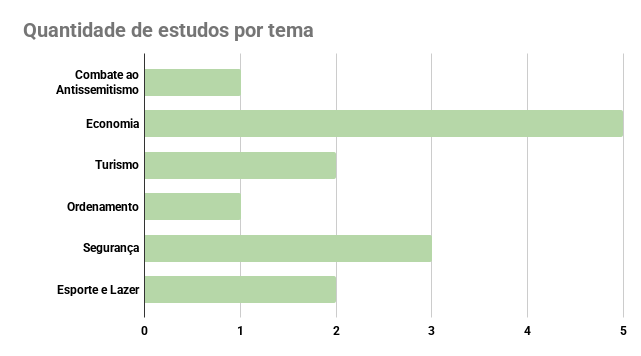 Quantidade de estudos por tema
Combate ao
Antissemitismo
Economia
Turismo
Ordenamento
Segurança
Esporte e Lazer
0 1 2 3 4 5